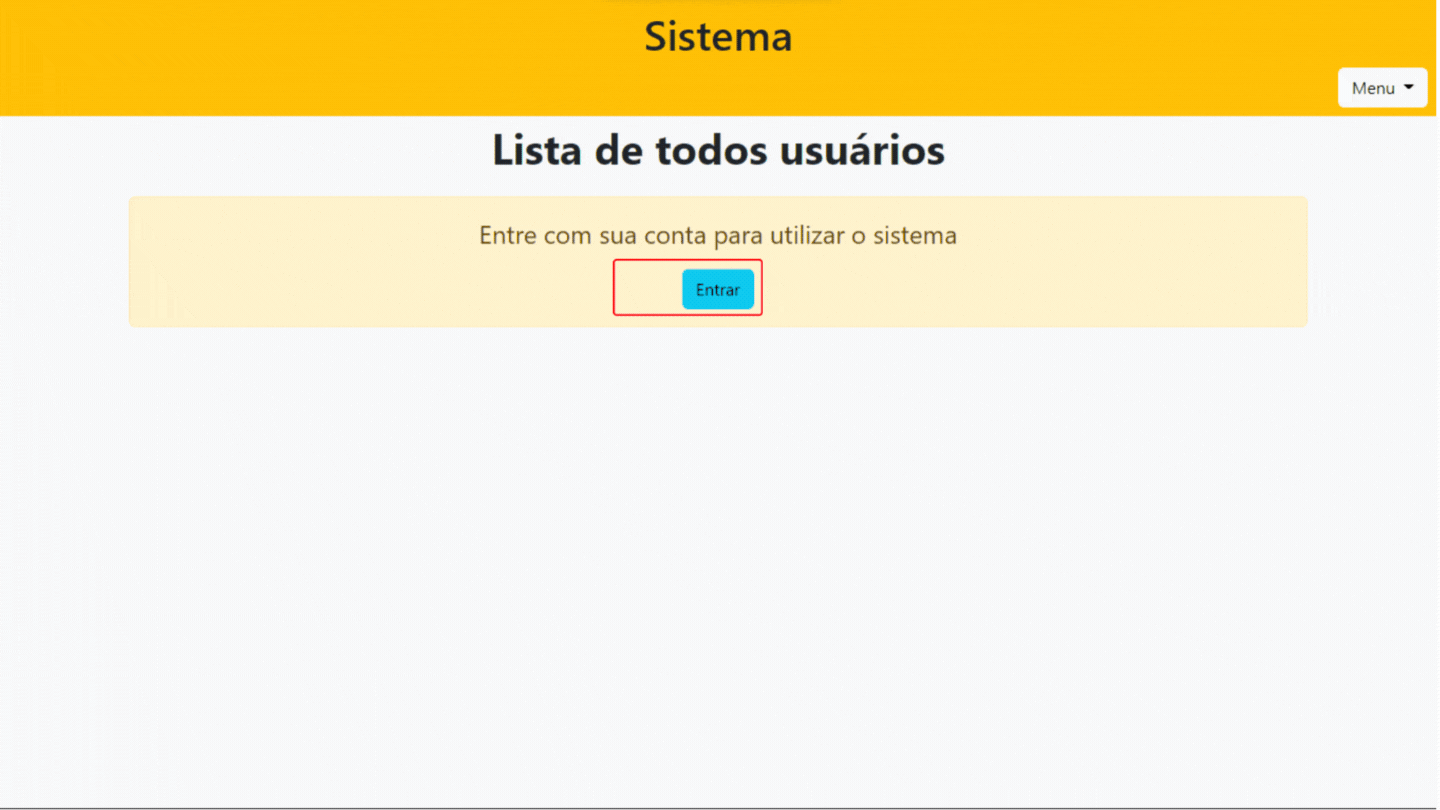 Sistema
Menu
Lista de todos usuários
Entre com sua conta para utilizar o sistema
Entrar